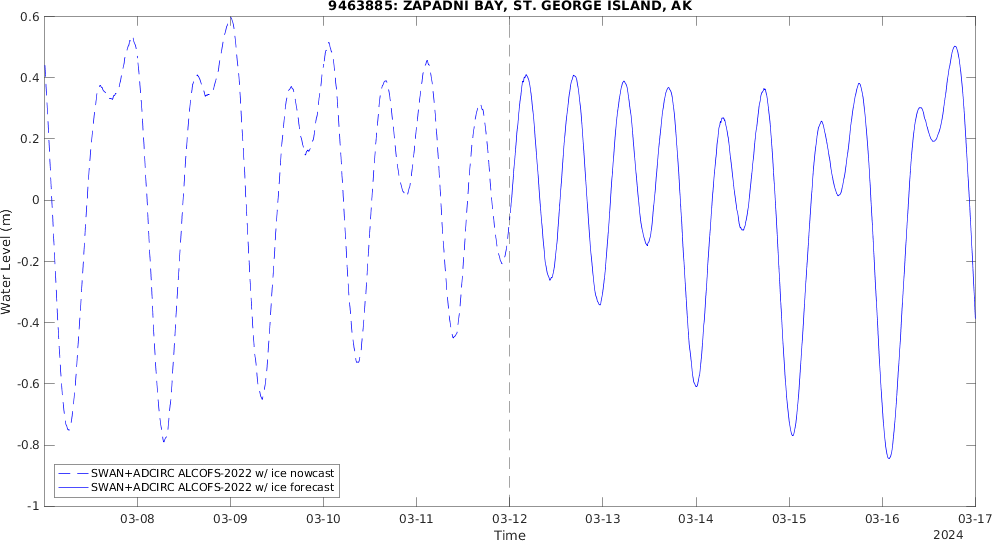 9463885: ZAPADNI BAY, ST. GEORGE ISLAND, AK
0.6
0.4
0.2
0
-0.2
-0.4
-0.6
-0.8
-1
Water Level (m)
SWAN+ADCIRC ALCOFS-2022 w/ ice nowcast
SWAN+ADCIRC ALCOFS-2022 w/ ice forecast
03-08 03-09 03-10 03-11 03-12 03-13 03-14 03-15 03-16 03-17
Time
2024